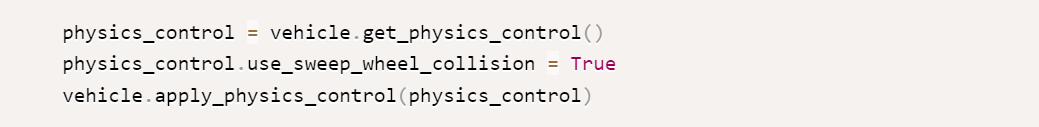 physics_control = vehicle.get_physics_control()
physics_control.use_sweep_wheel_collision = True
vehicle.apply_physics_control(physics_control)